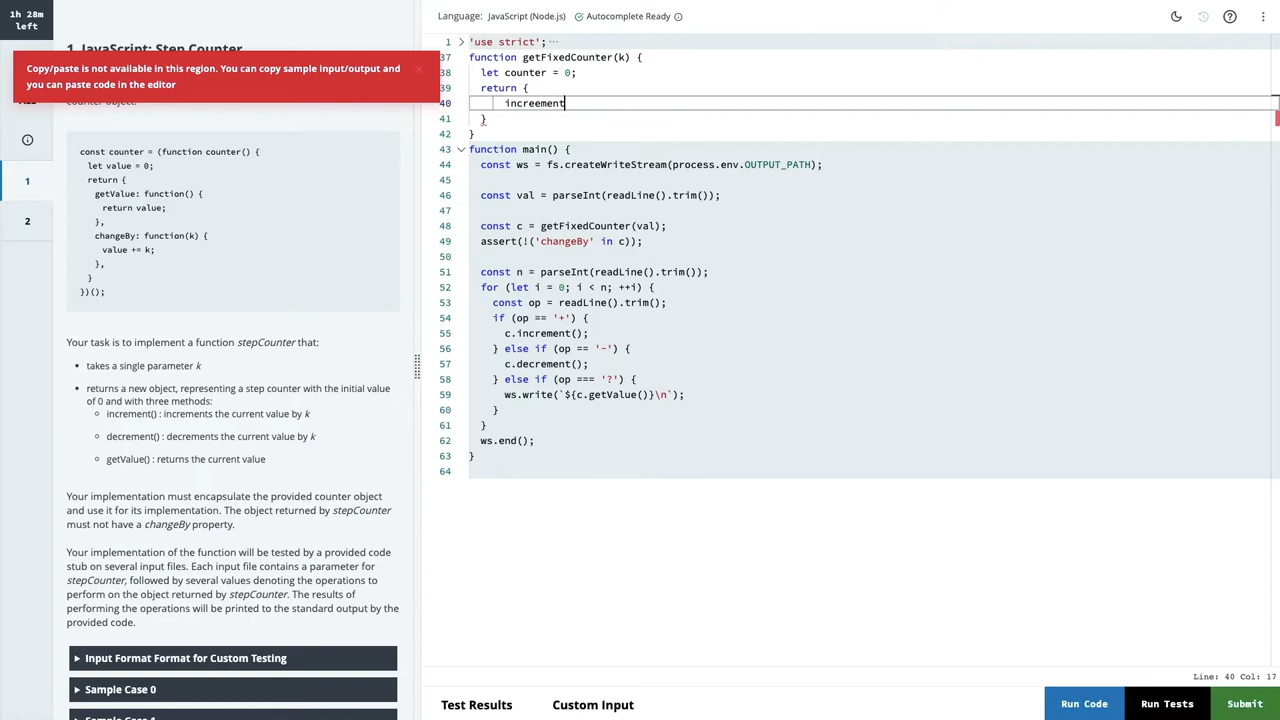 1h 28m
left
1. JavaScript: Step Counter
Copy/paste is not available in this region. You can copy sample input/output and
you can paste code in the editor
ALL
counter object.
1
2
const counter = (function counter() {
let value = 0;
return {
getValue: function() {
return value;
},
changeBy: function(k) {
value += k;
},
}
})();
Your task is to implement a function stepCounter that:
• takes a single parameter k
• returns a new object, representing a step counter with the initial value
of 0 and with three methods:
increment() : increments the current value by k
decrement() : decrements the current value by k
getValue() : returns the current value
Your implementation must encapsulate the provided counter object
and use it for its implementation. The object returned by stepCounter
must not have a changeBy property.
Your implementation of the function will be tested by a provided code
stub on several input files. Each input file contains a parameter for
stepCounter, followed by several values denoting the operations to
perform on the object returned by stepCounter. The results of
performing the operations will be printed to the standard output by the
provided code.
Input Format Format for Custom Testing
Sample Case 0
Sample Case 1
Language: JavaScript (Node.js) Autocomplete Ready
1 'use strict'; ···
37 function getFixedCounter(k) {
38 let counter = 0;
39 return {
40 increement
41 }
42 }
43 function main() {
44 const ws = fs.createWriteStream(process.env.OUTPUT_PATH);
45
46 const val = parseInt(readLine().trim());
47
48 const c = getFixedCounter(val);
49 assert(!('changeBy' in c));
50
51 const n = parseInt(readLine().trim());
52 for (let i = 0; i < n; ++i) {
53 const op = readLine().trim();
54 if (op == '+') {
55 c.increment();
56 } else if (op == '-') {
57 c.decrement();
58 } else if (op === '?') {
59 ws.write(`${c.getValue()}\n`);
60 }
61 }
62 ws.end();
63 }
64
Line: 40 Col: 17
Test Results Custom Input Run Code Run Tests Submit